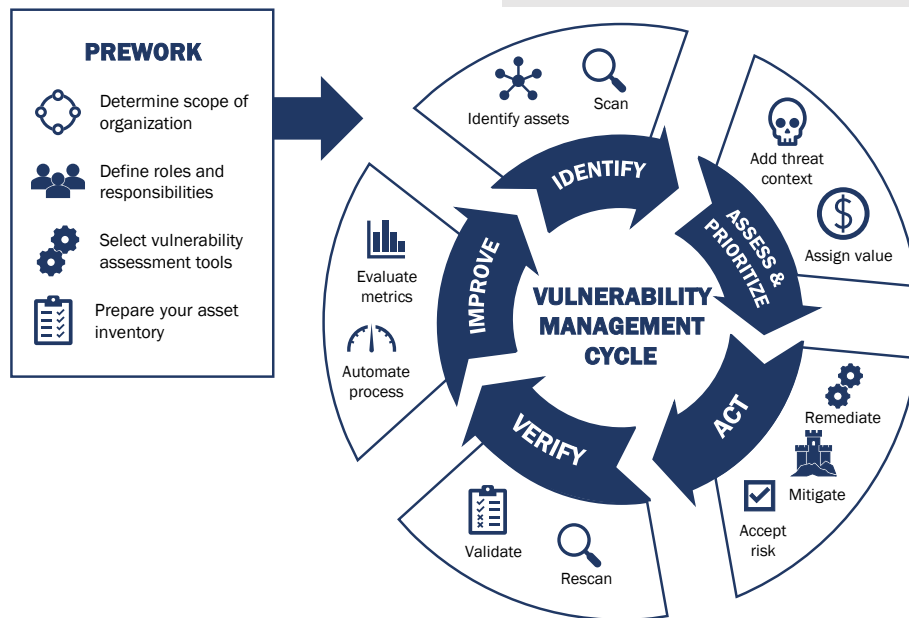 PREWORK
Determine scope of
organization
Define roles and
responsibilities
Select vulnerability
assessment tools
Prepare your asset
inventory
Identify assets
Scan
IDENTIFY
Add threat
context
Assign value
ASSESS &
PRIORITIZE
Remediate
Mitigate
Accept
risk
ACT
Validate
Rescan
VERIFY
Evaluate
metrics
Automate
process
IMPROVE
VULNERABILITY
MANAGEMENT
CYCLE